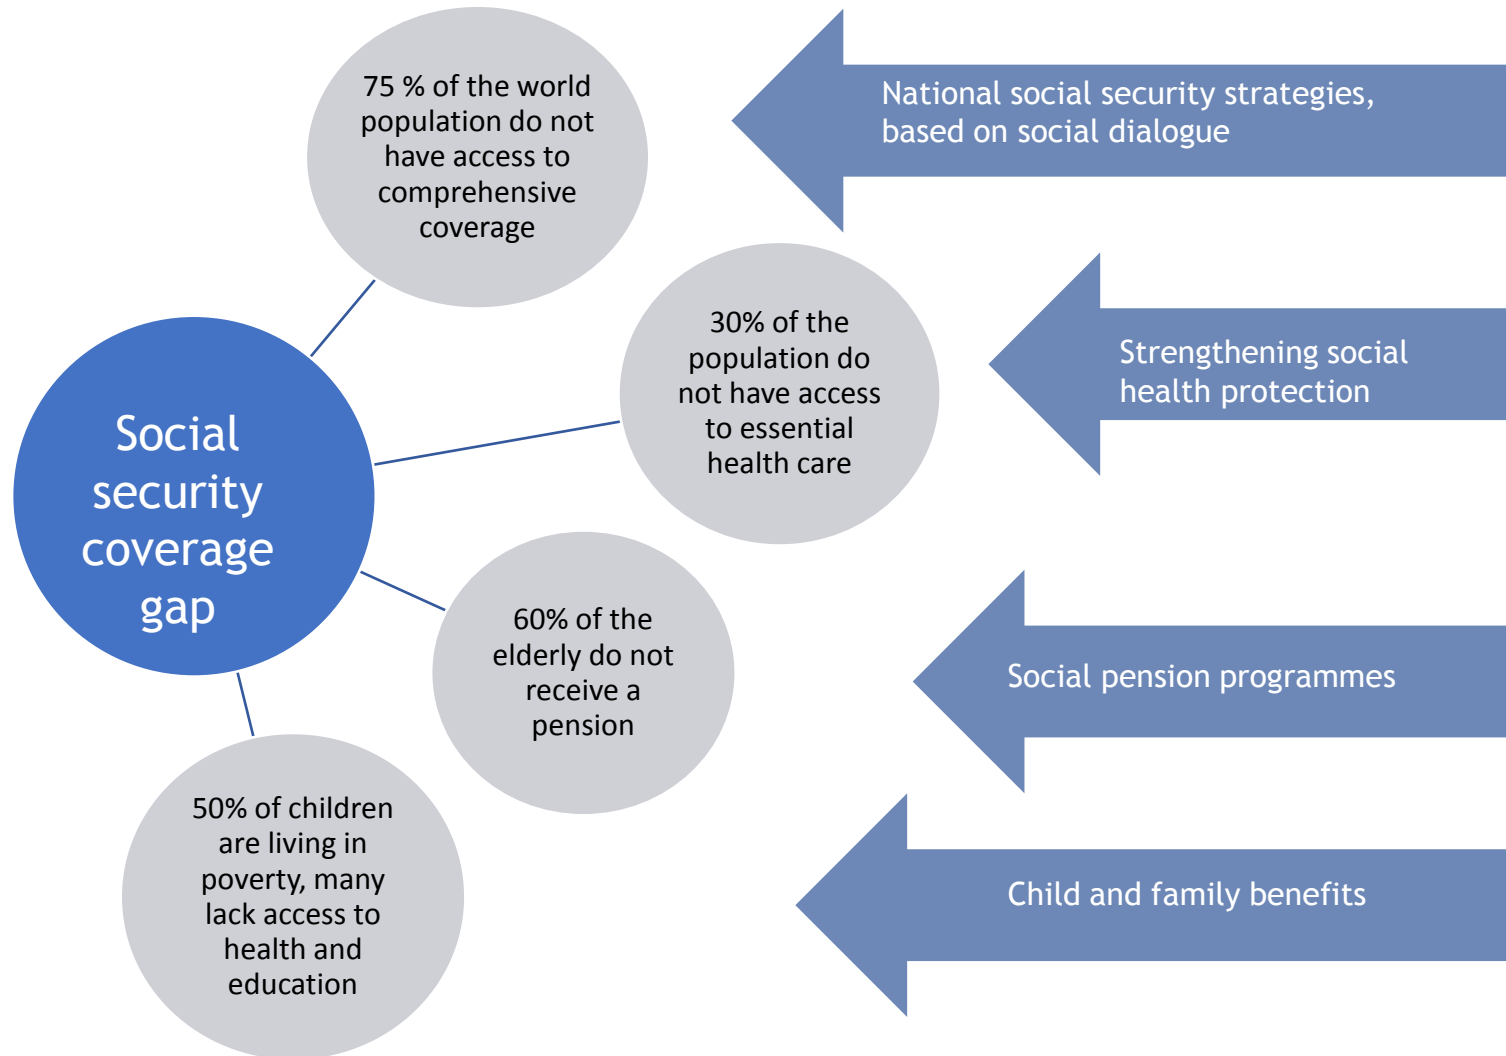 75 % of the world
population do not
have access to
comprehensive
coverage
National social security strategies,
based on social dialogue
30% of the
population do
not have access
to essential
health care
Strengthening social
health protection
Social
security
coverage
gap
60% of the
elderly do not
receive a
pension
Social pension programmes
50% of children
are living in
poverty, many
lack access to
health and
education
Child and family benefits